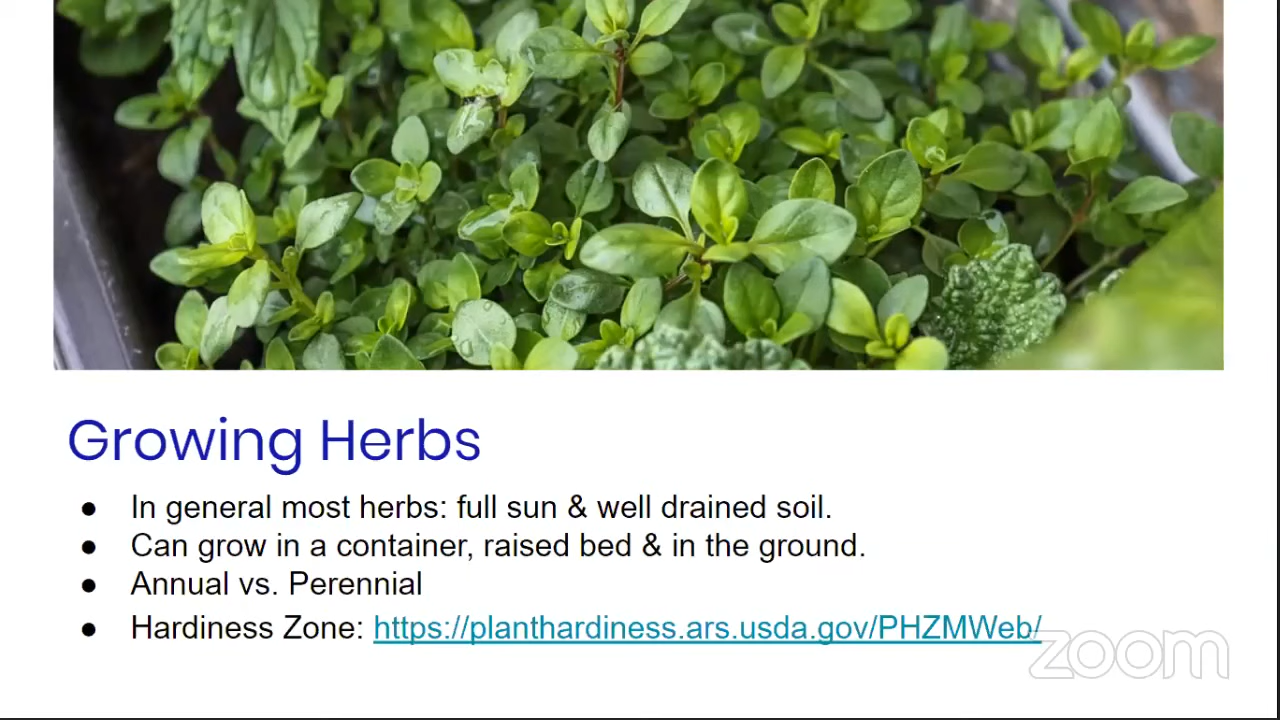 Growing Herbs
● In general most herbs: full sun & well drained soil.
● Can grow in a container, raised bed & in the ground.
● Annual vs. Perennial
● Hardiness Zone: https://planthardiness.ars.usda.gov/PHZMWeb/
zoom